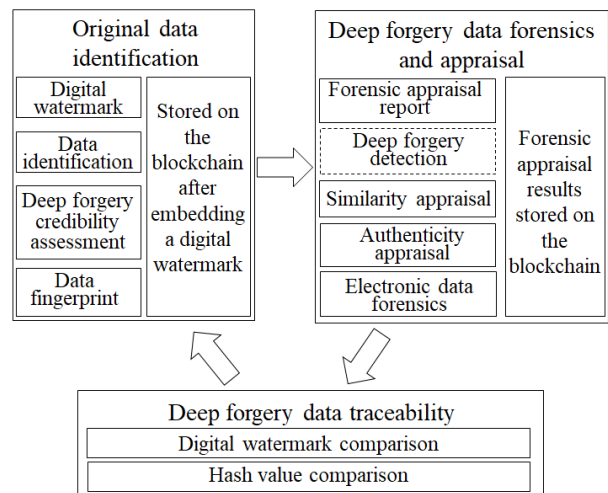 Original data
identification
Digital
watermark
Data
identification
Deep forgery
credibility
assessment
Data
fingerprint
Stored on
the
blockchain
after
embedding
a digital
watermark
Deep forgery data forensics
and appraisal
Forensic appraisal
report
Deep forgery
detection
Similarity appraisal
Authenticity
appraisal
Electronic data
forensics
Forensic
appraisal
results
stored on
the
blockchain
Deep forgery data traceability
Digital watermark comparison
Hash value comparison